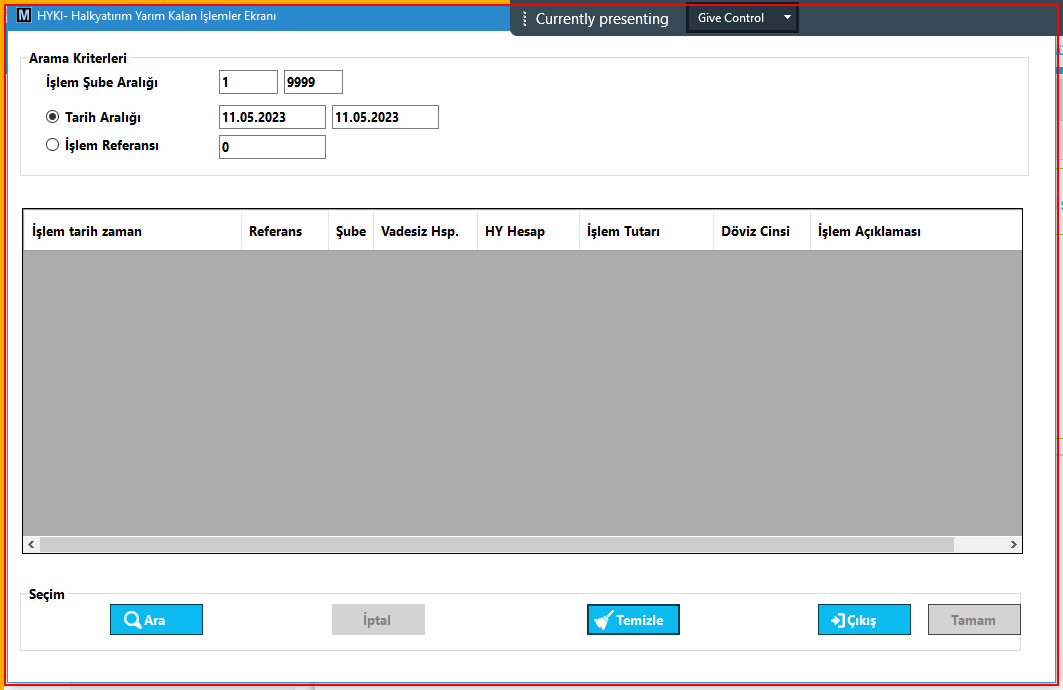 M HYKI- Halkyatırım Yarım Kalan İşlemler Ekranı
Currently presenting Give Control
Arama Kriterleri
İşlem Şube Aralığı 1 9999
Tarih Aralığı 11.05.2023 11.05.2023
İşlem Referansı 0
İşlem tarih zaman Referans Şube Vadesiz Hsp. HY Hesap İşlem Tutarı Döviz Cinsi İşlem Açıklaması
Seçim
Ara İptal Temizle Çıkış Tamam